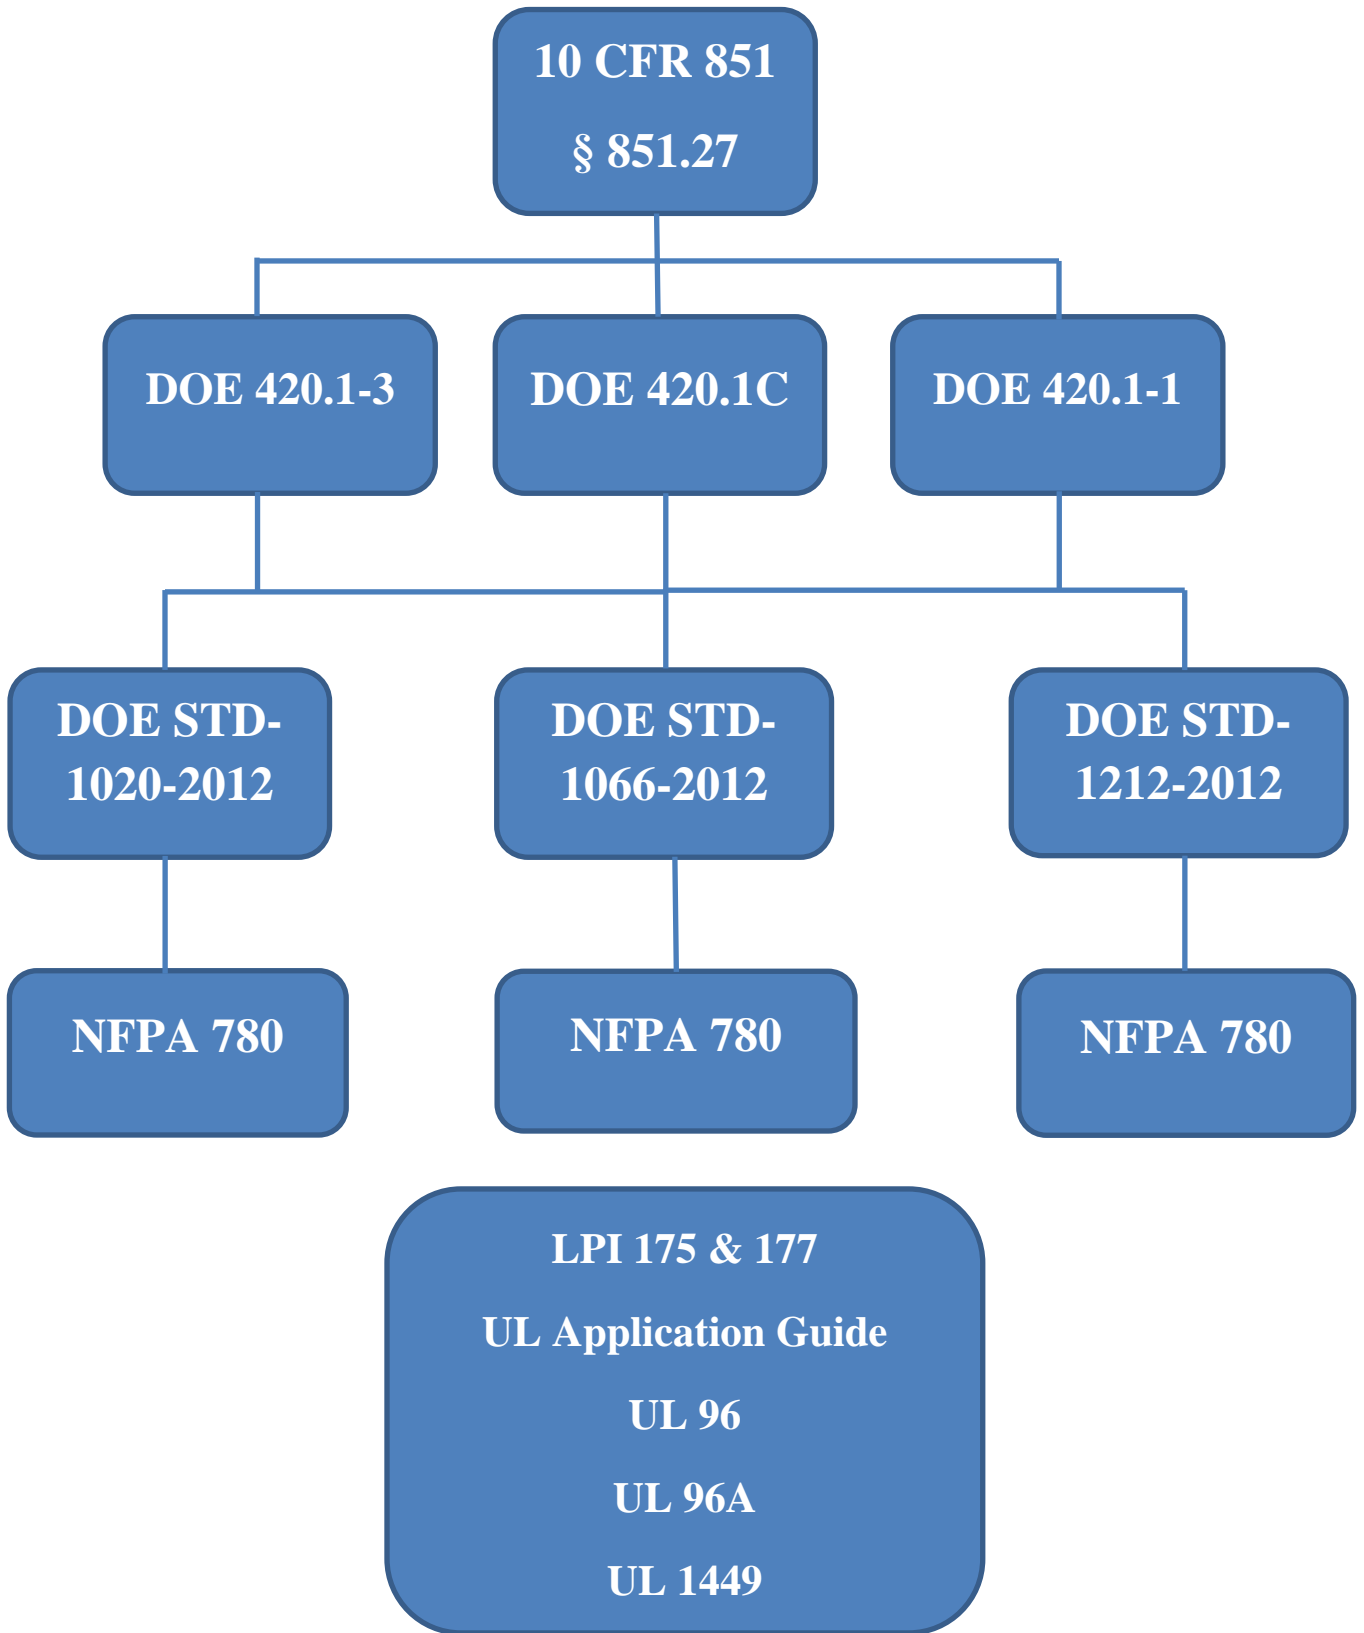 10 CFR 851
§ 851.27
DOE 420.1-3
DOE 420.1C
DOE 420.1-1
DOE STD-
1020-2012
DOE STD-
1066-2012
DOE STD-
1212-2012
NFPA 780
NFPA 780
NFPA 780
LPI 175 & 177
UL Application Guide
UL 96
UL 96A
UL 1449